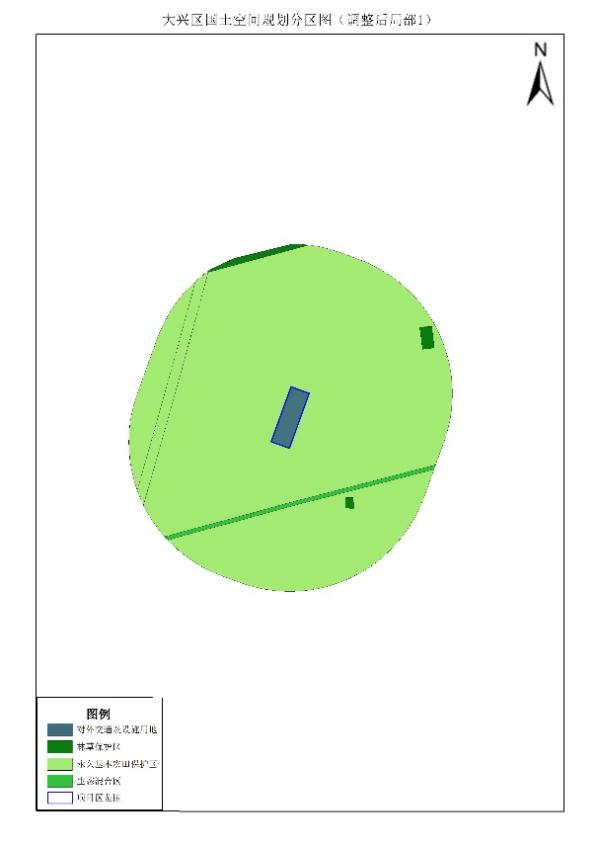 大兴区国土空间规划分区图（调整后局部1）
N
图例
对外交通及设施用地
林草保护区
永久基本农田保护区
生态混合区
项目区范围